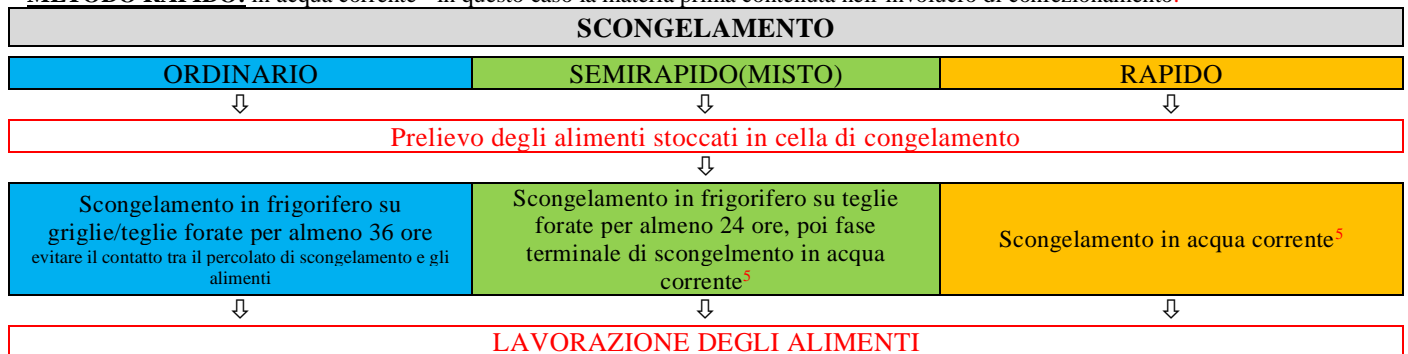 METODO RAPIDO: in acqua corrente - in questo caso la materia prima contenuta nell'involucro di confezionamento.
SCONGELAMENTO
ORDINARIO SEMIRAPIDO(MISTO) RAPIDO
⇩ ⇩ ⇩
Prelievo degli alimenti stoccati in cella di congelamento
⇩
Scongelamento in frigorifero su
griglie/teglie forate per almeno 36 ore
evitare il contatto tra il percolato di scongelamento e gli
alimenti
Scongelamento in frigorifero su teglie
forate per almeno 24 ore, poi fase
terminale di scongelmento in acqua
corrente5
Scongelamento in acqua corrente5
⇩ ⇩ ⇩
LAVORAZIONE DEGLI ALIMENTI